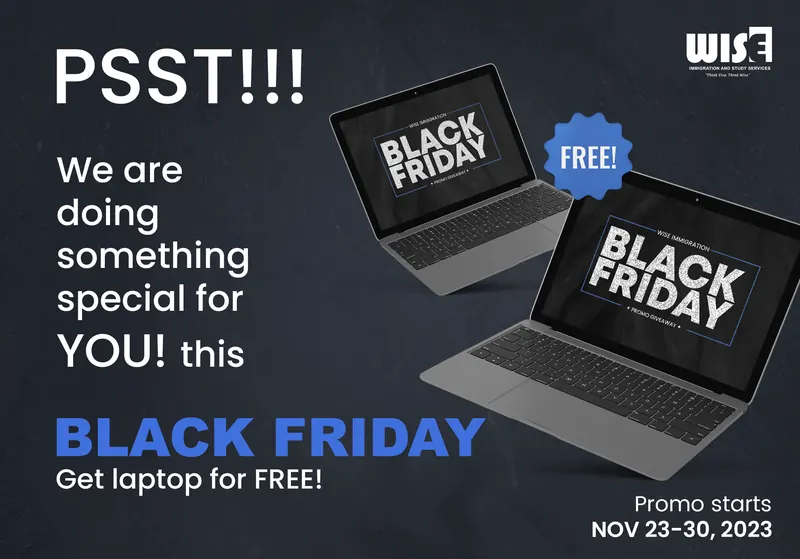 PSST!!!
WISE
IMMIGRATION AND STUDY SERVICES
"Think Visa Think Wise"
We are
doing
something
special for
YOU! this
BLACK FRIDAY
Get laptop for FREE!
WISE IMMIGRATION
BLACK
FRIDAY
• PROMO GIVEAWAY •
FREE!
WISE IMMIGRATION
BLACK
FRIDAY
• PROMO GIVEAWAY •
Promo starts
NOV 23-30, 2023